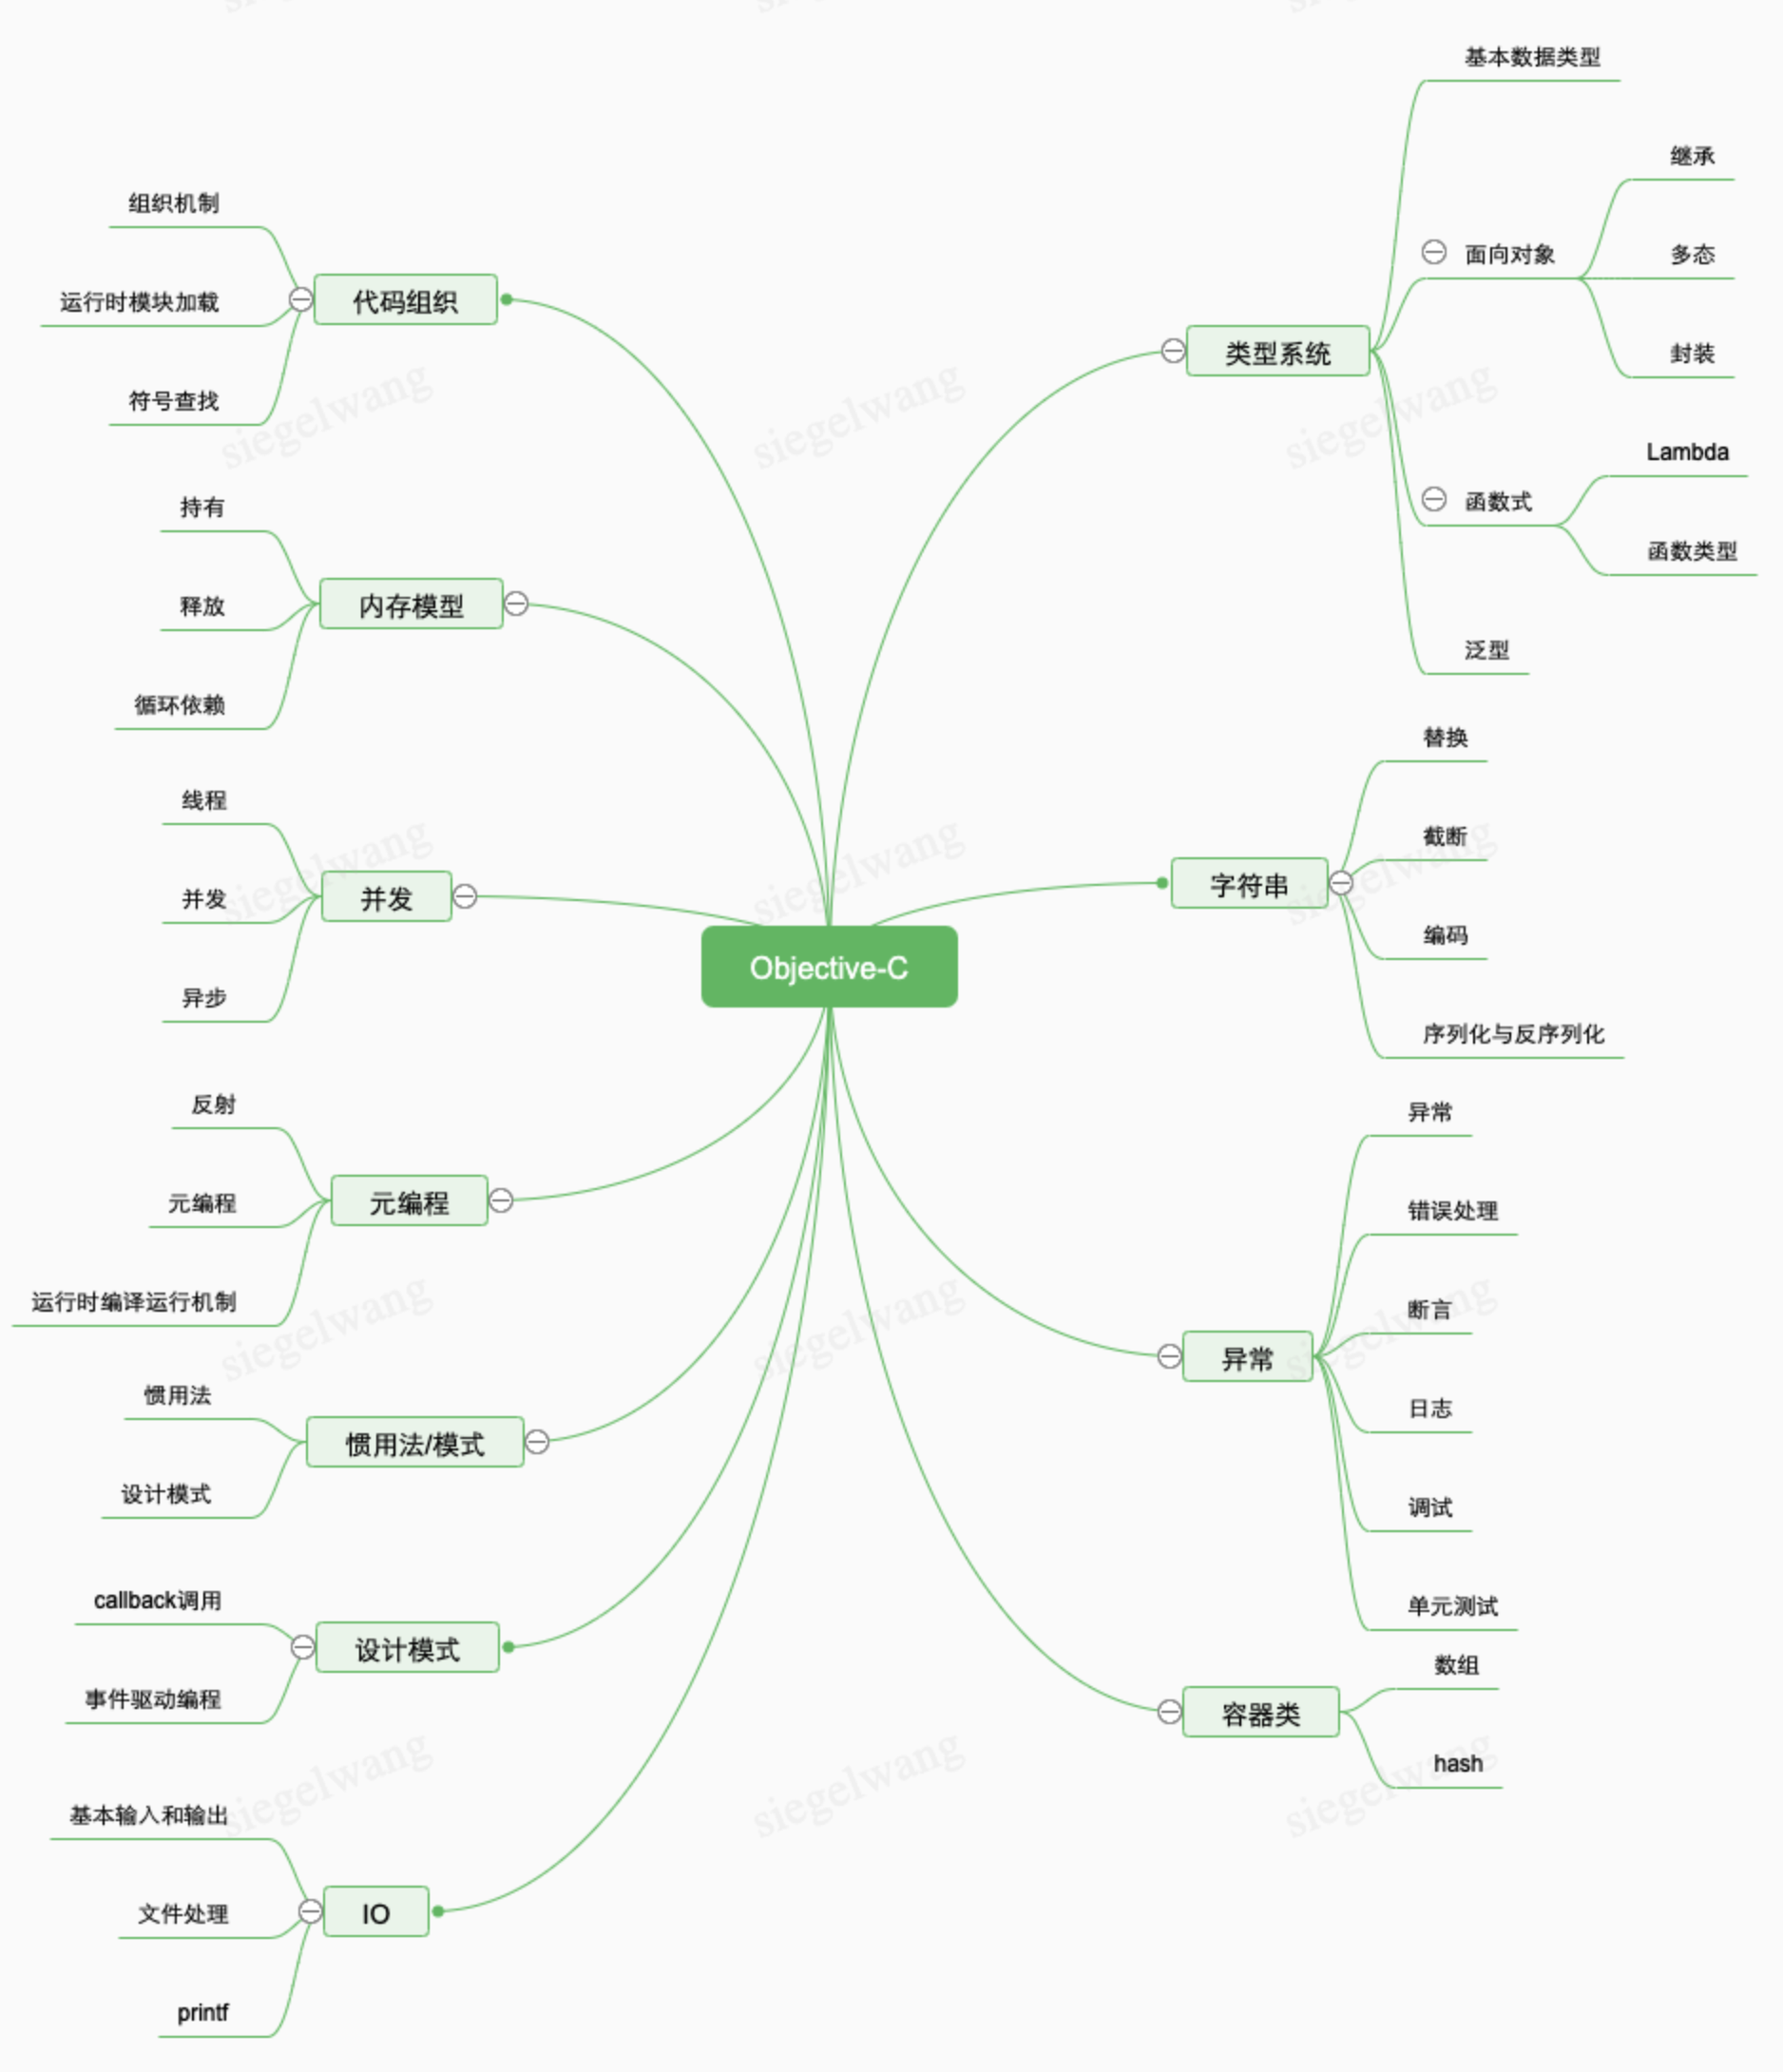 Objective-C
类型系统
基本数据类型
面向对象
继承
多态
封装
函数式
Lambda
函数类型
泛型
字符串
替换
截断
编码
序列化与反序列化
异常
异常
错误处理
断言
日志
调试
单元测试
容器类
数组
hash
代码组织
组织机制
运行时模块加载
符号查找
内存模型
持有
释放
循环依赖
并发
线程
并发
异步
元编程
反射
元编程
运行时编译运行机制
惯用法/模式
惯用法
设计模式
设计模式
callback调用
事件驱动编程
IO
基本输入和输出
文件处理
printf
siegelwang
siegelwang
siegelwang
siegelwang
siegelwang
siegelwang
siegelwang
siegelwang
siegelwang
siegelwang
siegelwang
siegelwang